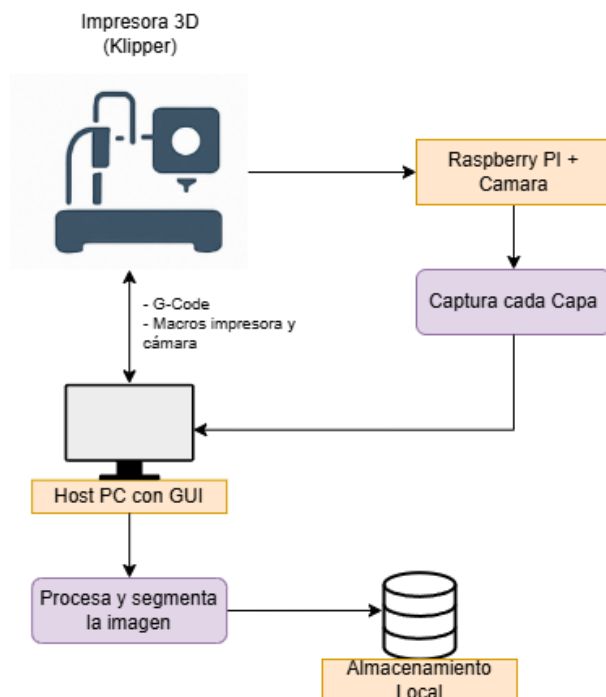 Impresora 3D
(Klipper)
Raspberry PI +
Camara
Captura cada Capa
- G-Code
- Macros impresora y
cámara
Host PC con GUI
Procesa y segmenta
la imagen
Almacenamiento
Local